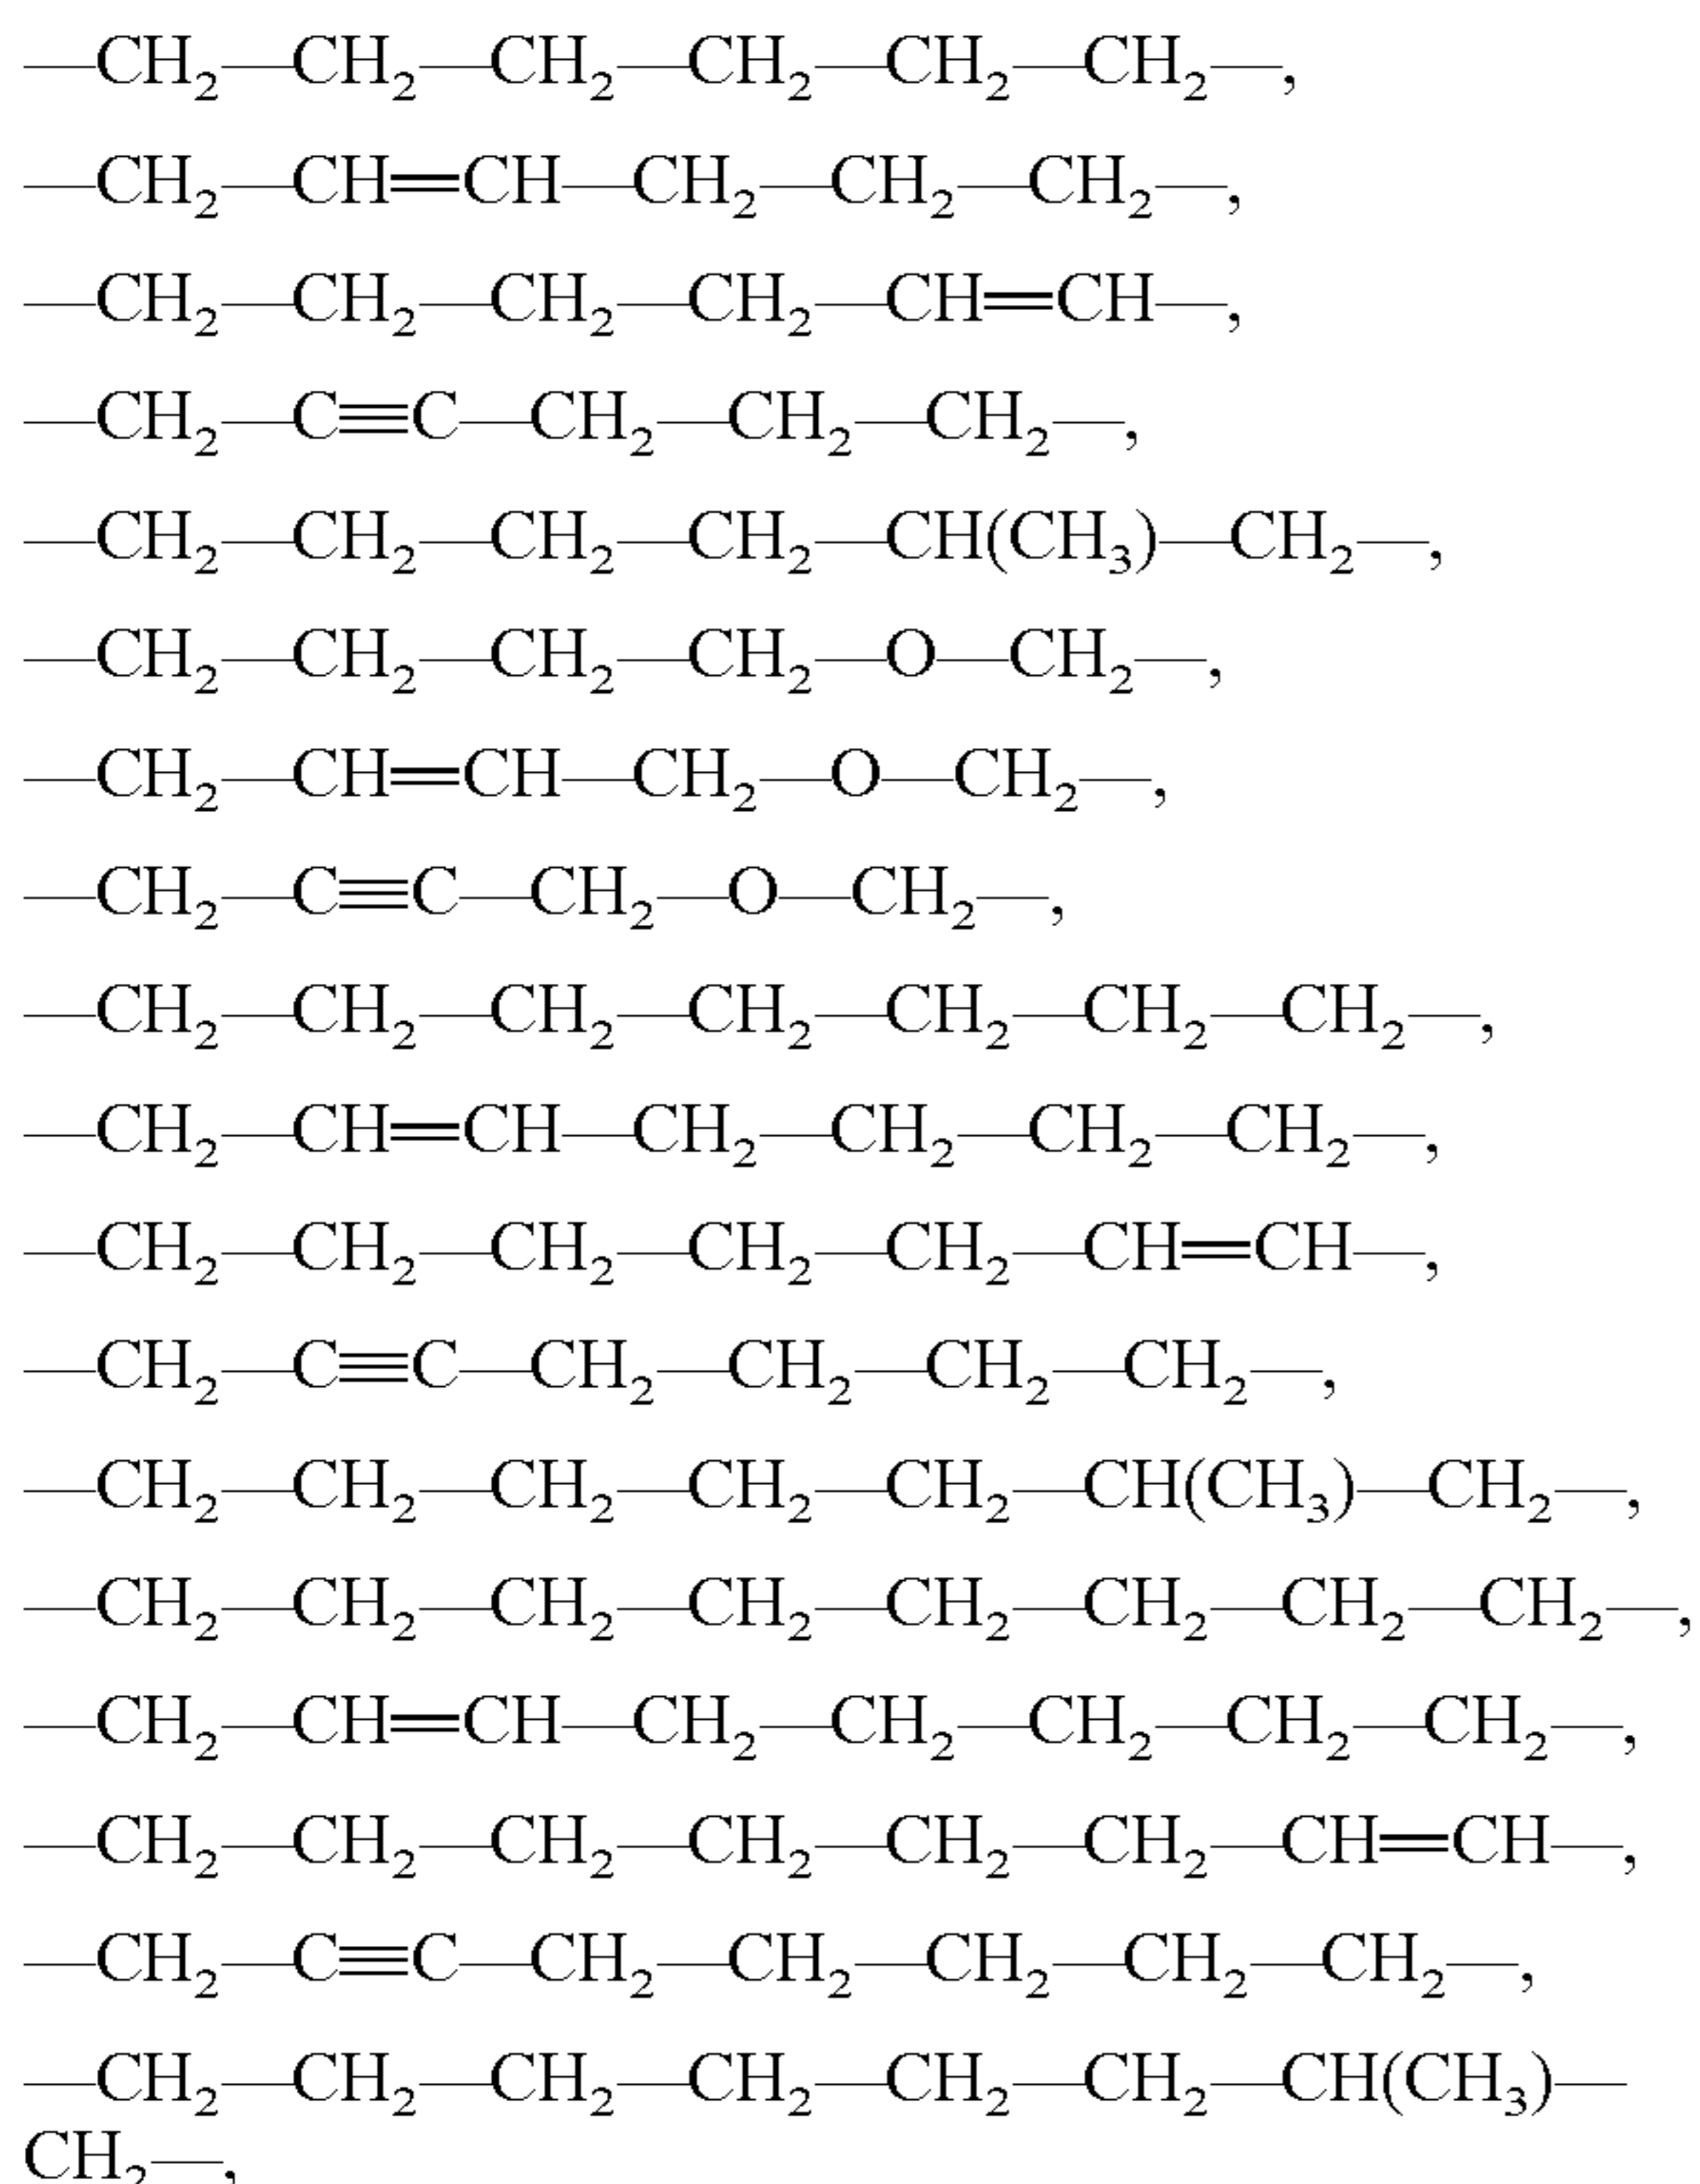 —CH₂—CH₂—CH₂—CH₂—CH₂—CH₂—,
—CH₂—CH=CH—CH₂—CH₂—CH₂—,
—CH₂—CH₂—CH₂—CH₂—CH=CH—,
—CH₂—C≡C—CH₂—CH₂—CH₂—,
—CH₂—CH₂—CH₂—CH₂—CH(CH₃)—CH₂—,
—CH₂—CH₂—CH₂—CH₂—O—CH₂—,
—CH₂—CH=CH—CH₂—O—CH₂—,
—CH₂—C≡C—CH₂—O—CH₂—,
—CH₂—CH₂—CH₂—CH₂—CH₂—CH₂—CH₂—,
—CH₂—CH=CH—CH₂—CH₂—CH₂—CH₂—,
—CH₂—CH₂—CH₂—CH₂—CH₂—CH=CH—,
—CH₂—C≡C—CH₂—CH₂—CH₂—CH₂—,
—CH₂—CH₂—CH₂—CH₂—CH₂—CH(CH₃)—CH₂—,
—CH₂—CH₂—CH₂—CH₂—CH₂—CH₂—CH₂—CH₂—,
—CH₂—CH=CH—CH₂—CH₂—CH₂—CH₂—CH₂—,
—CH₂—CH₂—CH₂—CH₂—CH₂—CH₂—CH=CH—,
—CH₂—C≡C—CH₂—CH₂—CH₂—CH₂—CH₂—,
—CH₂—CH₂—CH₂—CH₂—CH₂—CH₂—CH(CH₃)—
CH₂—,